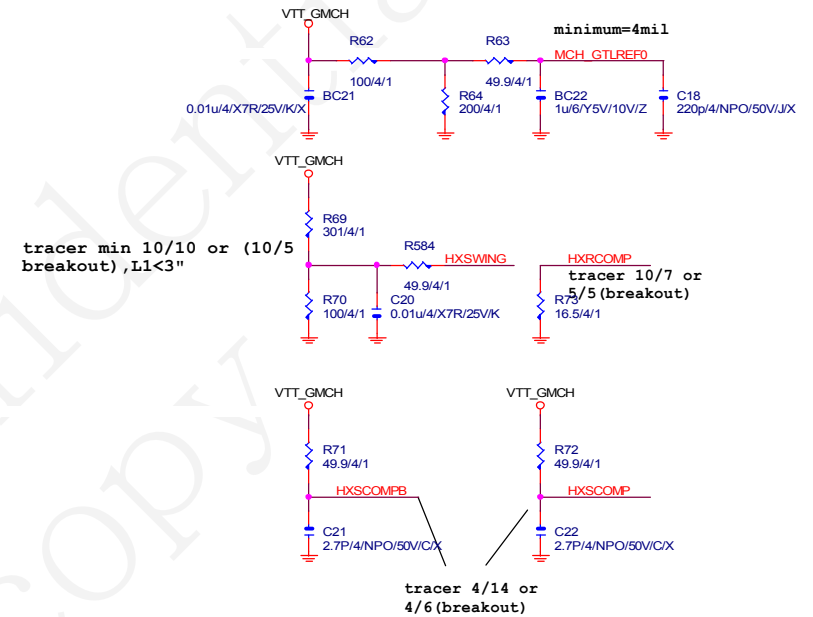 VTT_GMCH
minimum=4mil
R62
R63
MCH_GTLREF0
100/4/1
49.9/4/1
BC21
0.01u/4/X7R/25V/K/X
R64
200/4/1
BC22
1u/6/Y5V/10V/Z
C18
220p/4/NPO/50V/J/X
VTT_GMCH
R69
301/4/1
tracer min 10/10 or (10/5
breakout),L1<3"
R584
HXSWING
49.9/4/1
HXRCOMP
tracer 10/7 or
5/5(breakout)
R70
100/4/1
C20
0.01u/4/X7R/25V/K
R73
16.5/4/1
VTT_GMCH
VTT_GMCH
R71
49.9/4/1
R72
49.9/4/1
HXSCOMPB
HXSCOMP
C21
2.7P/4/NPO/50V/C/X
C22
2.7P/4/NPO/50V/C/X
tracer 4/14 or
4/6(breakout)
Copy